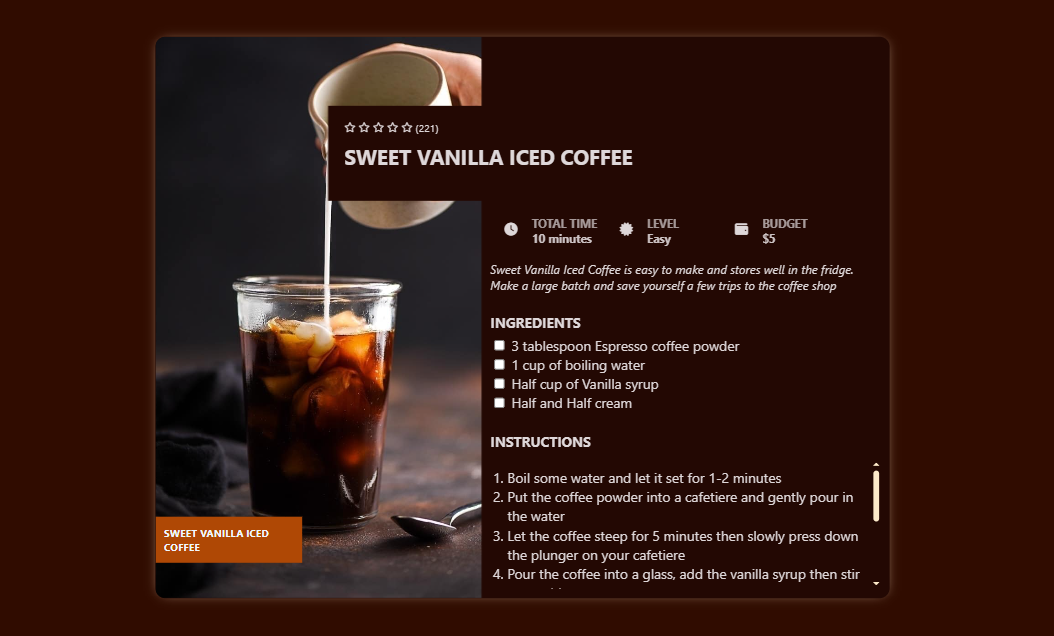 (221)
SWEET VANILLA ICED COFFEE
TOTAL TIME
10 minutes
LEVEL
Easy
BUDGET
$5
Sweet Vanilla Iced Coffee is easy to make and stores well in the fridge.
Make a large batch and save yourself a few trips to the coffee shop
INGREDIENTS
3 tablespoon Espresso coffee powder
1 cup of boiling water
Half cup of Vanilla syrup
Half and Half cream
INSTRUCTIONS
1. Boil some water and let it set for 1-2 minutes
2. Put the coffee powder into a cafetiere and gently pour in
the water
3. Let the coffee steep for 5 minutes then slowly press down
the plunger on your cafetiere
4. Pour the coffee into a glass, add the vanilla syrup then stir
SWEET VANILLA ICED
COFFEE